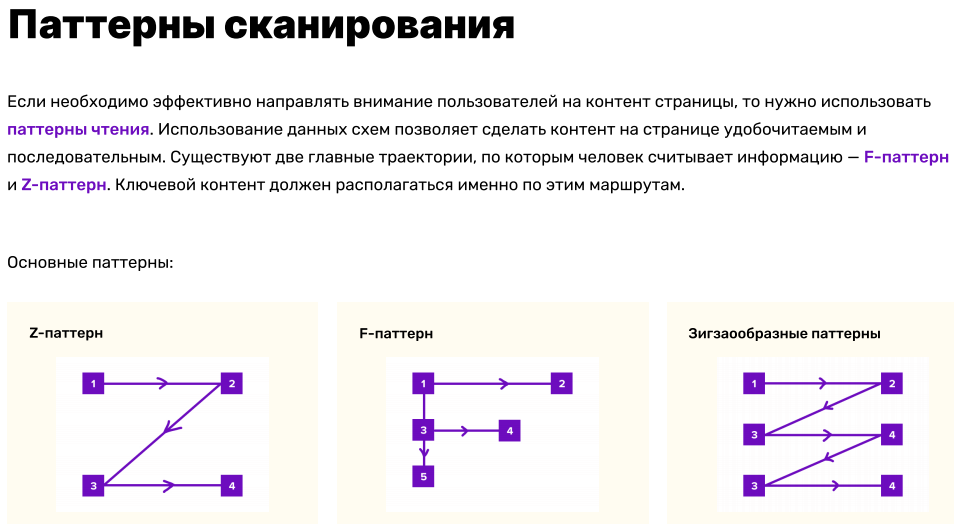 Паттерны сканирования
Если необходимо эффективно направлять внимание пользователей на контент страницы, то нужно использовать
паттерны чтения. Использование данных схем позволяет сделать контент на странице удобочитаемым и
последовательным. Существуют две главные траектории, по которым человек считывает информацию — F-паттерн
и Z-паттерн. Ключевой контент должен располагаться именно по этим маршрутам.
Основные паттерны:
Z-паттерн
1 2
3 4
F-паттерн
1 2
3 4
5
Зигзаообразные паттерны
1 2
3 4
3 4